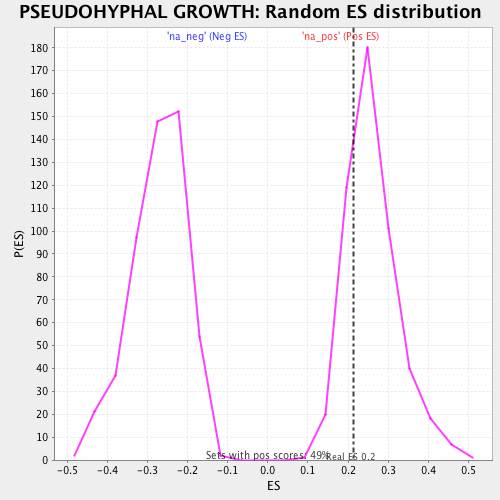 PSEUDOHYPHAL GROWTH: Random ES distribution
'na_neg' (Neg ES) 'na_pos' (Pos ES)
P(ES)
180
170
160
150
140
130
120
110
100
90
80
70
60
50
40
30
20
10
0
Sets with pos scores: 49%
Real ES 0.2
-0.5 -0.4 -0.3 -0.2 -0.1 0.0 0.1 0.2 0.3 0.4 0.5
ES